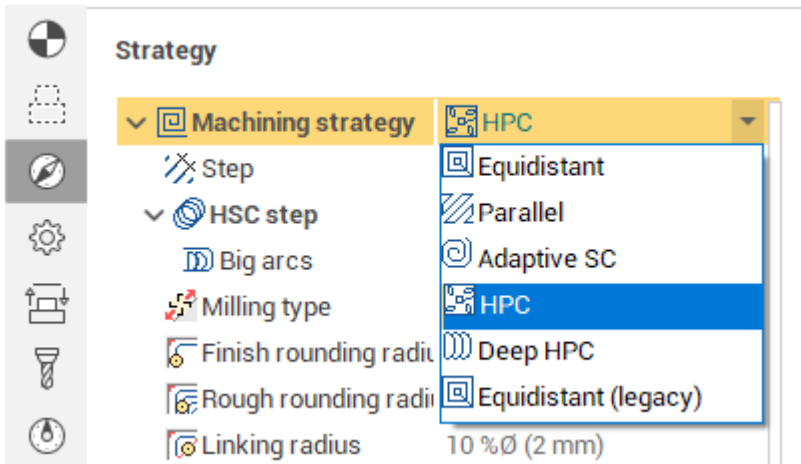 Strategy
Machining strategy HPC
Step Equidistant
HSC step Parallel
Big arcs Adaptive SC
Milling type HPC
Finish rounding radiu Deep HPC
Rough rounding radiu Equidistant (legacy)
Linking radius 10 %Ø (2 mm)